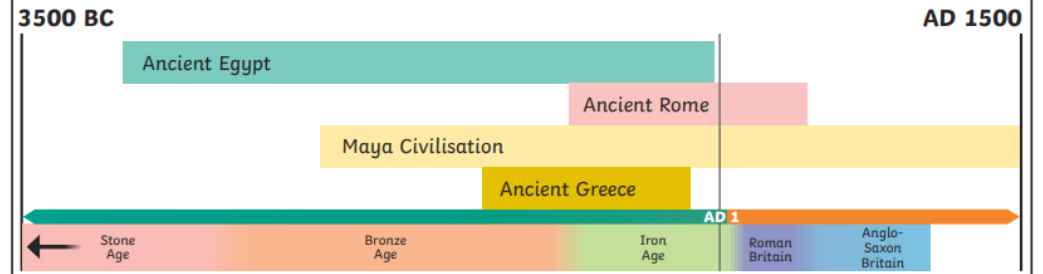 3500 BC
AD 1500
Ancient Egypt
Ancient Rome
Maya Civilisation
Ancient Greece
AD 1
Stone
Age
Bronze
Age
Iron
Age
Roman
Britain
Anglo-
Saxon
Britain